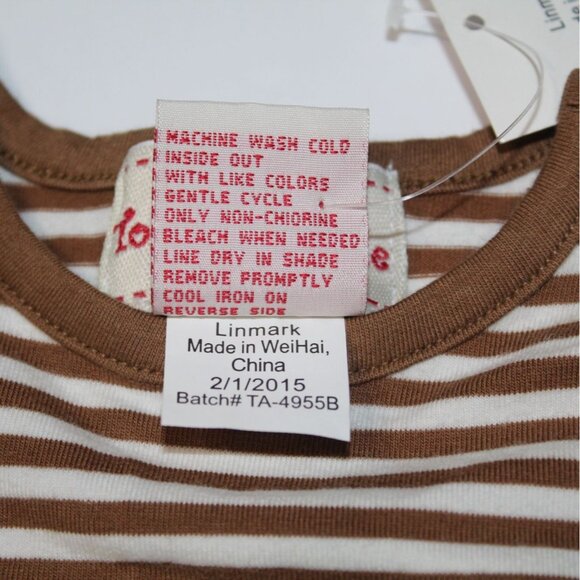 Linmark
MACHINE WASH COLD
INSIDE OUT
WITH LIKE COLORS
GENTLE CYCLE
ONLY NON-CHIORINE
BLEACH WHEN NEEDED
LINE DRY IN SHADE
REMOVE PROMPTLY
COOL IRON ON
REVERSE SIDE
Linmark
Made in WeiHai,
China
2/1/2015
Batch# TA-4955B